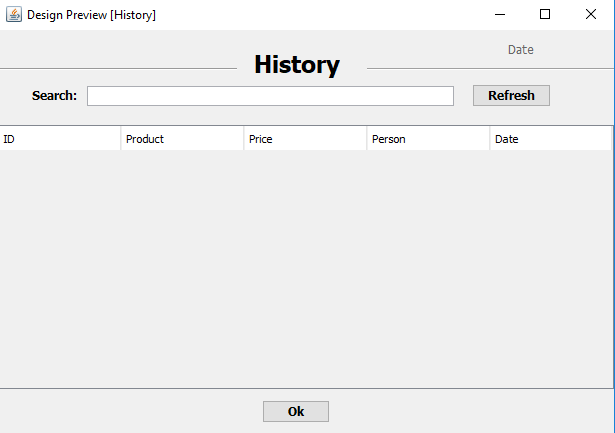 Design Preview [History]
Date
History
Search: Refresh
ID Product Price Person Date
Ok